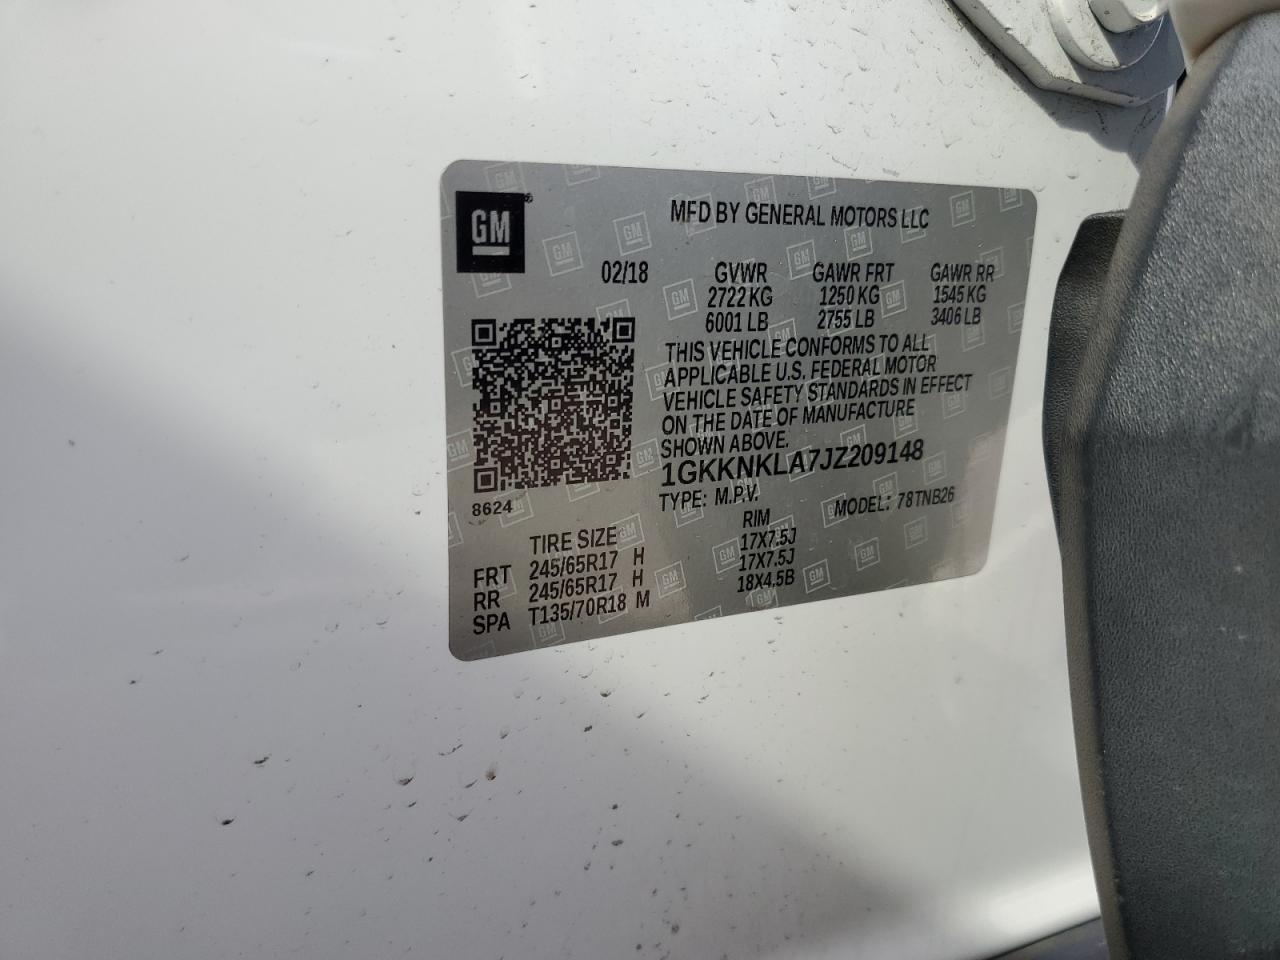 GM
MFD BY GENERAL MOTORS LLC
02/18 GVWR GAWR FRT GAWR RR
2722 KG 1250 KG 1545 KG
6001 LB 2755 LB 3406 LB
THIS VEHICLE CONFORMS TO ALL
APPLICABLE U.S. FEDERAL MOTOR
VEHICLE SAFETY STANDARDS IN EFFECT
ON THE DATE OF MANUFACTURE
SHOWN ABOVE.
1GKKNKLA7JZ209148
TYPE: M.P.V. MODEL: 78TNB26
8624
TIRE SIZE RIM
FRT 245/65R17 H 17X7.5J
RR 245/65R17 H 17X7.5J
SPA T135/70R18 M 18X4.5B